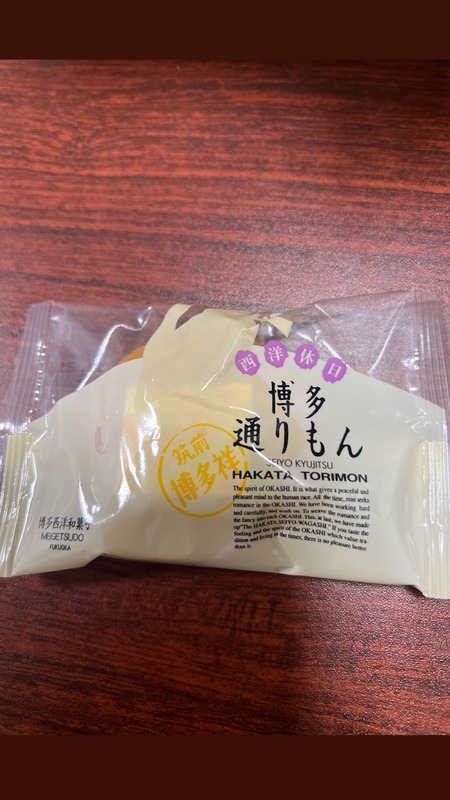 西洋休日
博多
通りもん
SEIYO KYUJITSU
HAKATA TORIMON
The spirit of OKASHI. It is what gives a peaceful and
pleasant mind to the human race. All the time, man seeks
romance in the OKASHI. We have been working hard
and carefully, and work on. To weave the romance and
the fancy into each OKASHI. This, at last, we have made
up"The HAKATA SEIYO-WAGASHI." If you taste the
feeling and the spirit of the OKASHI which value tra-
dition and living in the times, there is no pleasure better
than it.
筑前
博多祥
博多西洋和菓子
MEIGETSUDO
FUKUOKA